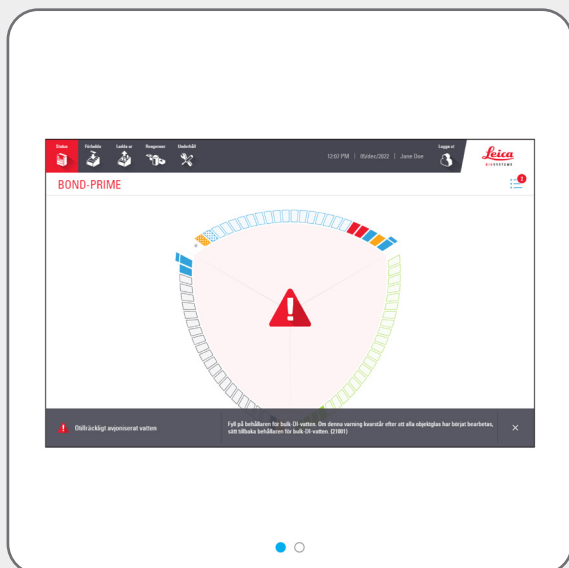 Status Förladda Ladda ur Reagenser Underhåll 12:07 PM | 05/dec/2022 | Jane Doe Logga ut Leica
BIOSYSTEMS
BOND-PRIME 2
Otillräckligt avjoniserat vatten
Fyll på behållaren för bulk-DI-vatten. Om denna varning kvarstår efter att alla objektglas har börjat bearbetas,
sätt tillbaka behållaren för bulk-DI-vatten. (21001)